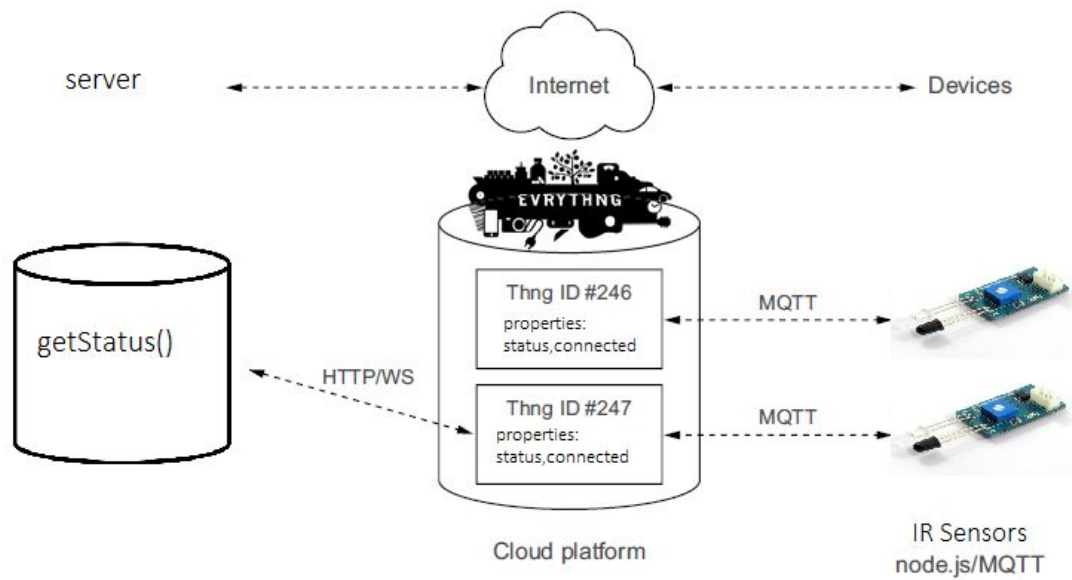 server
Internet
Devices
EVRYTHNG
Thng ID #246
properties:
status,connected
MQTT
getStatus()
HTTP/WS
Thng ID #247
properties:
status,connected
MQTT
Cloud platform
IR Sensors
node.js/MQTT